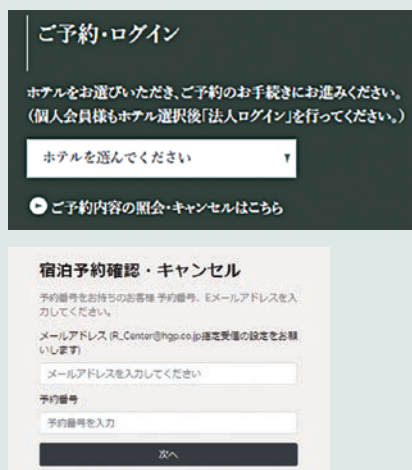 ご予約・ログイン
ホテルをお選びいただき、ご予約のお手続きにお進みください。
（個人会員様もホテル選択後「法人ログイン」を行ってください。）
ホテルを選んでください
ご予約内容の照会・キャンセルはこちら
宿泊予約確認・キャンセル
予約番号をお持ちのお客様 予約番号、Eメールアドレスを入
力してください。
メールアドレス (R_Center@hgp.co.jp指定受信の設定をお願
いします)
メールアドレスを入力してください
予約番号
予約番号を入力
次へ